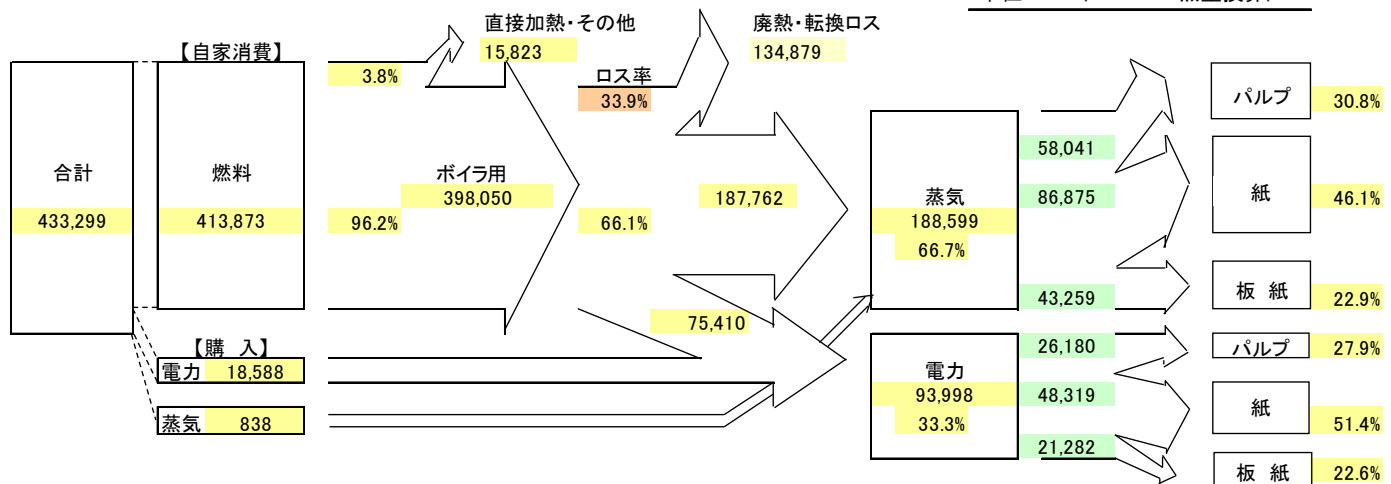 直接加熱・その他
廃熱・転換ロス
【自家消費】
15,823
134,879
3.8%
ロス率
33.9%
パルプ 30.8%
58,041
合計
燃料
ボイラ用
398,050
187,762
蒸気
86,875
紙 46.1%
433,299
413,873
96.2%
66.1%
188,599
66.7%
43,259
板 紙 22.9%
75,410
【購 入】
26,180
パルプ 27.9%
電力 18,588
電力
93,998
48,319
紙
蒸気 838
33.3%
51.4%
21,282
板 紙 22.6%